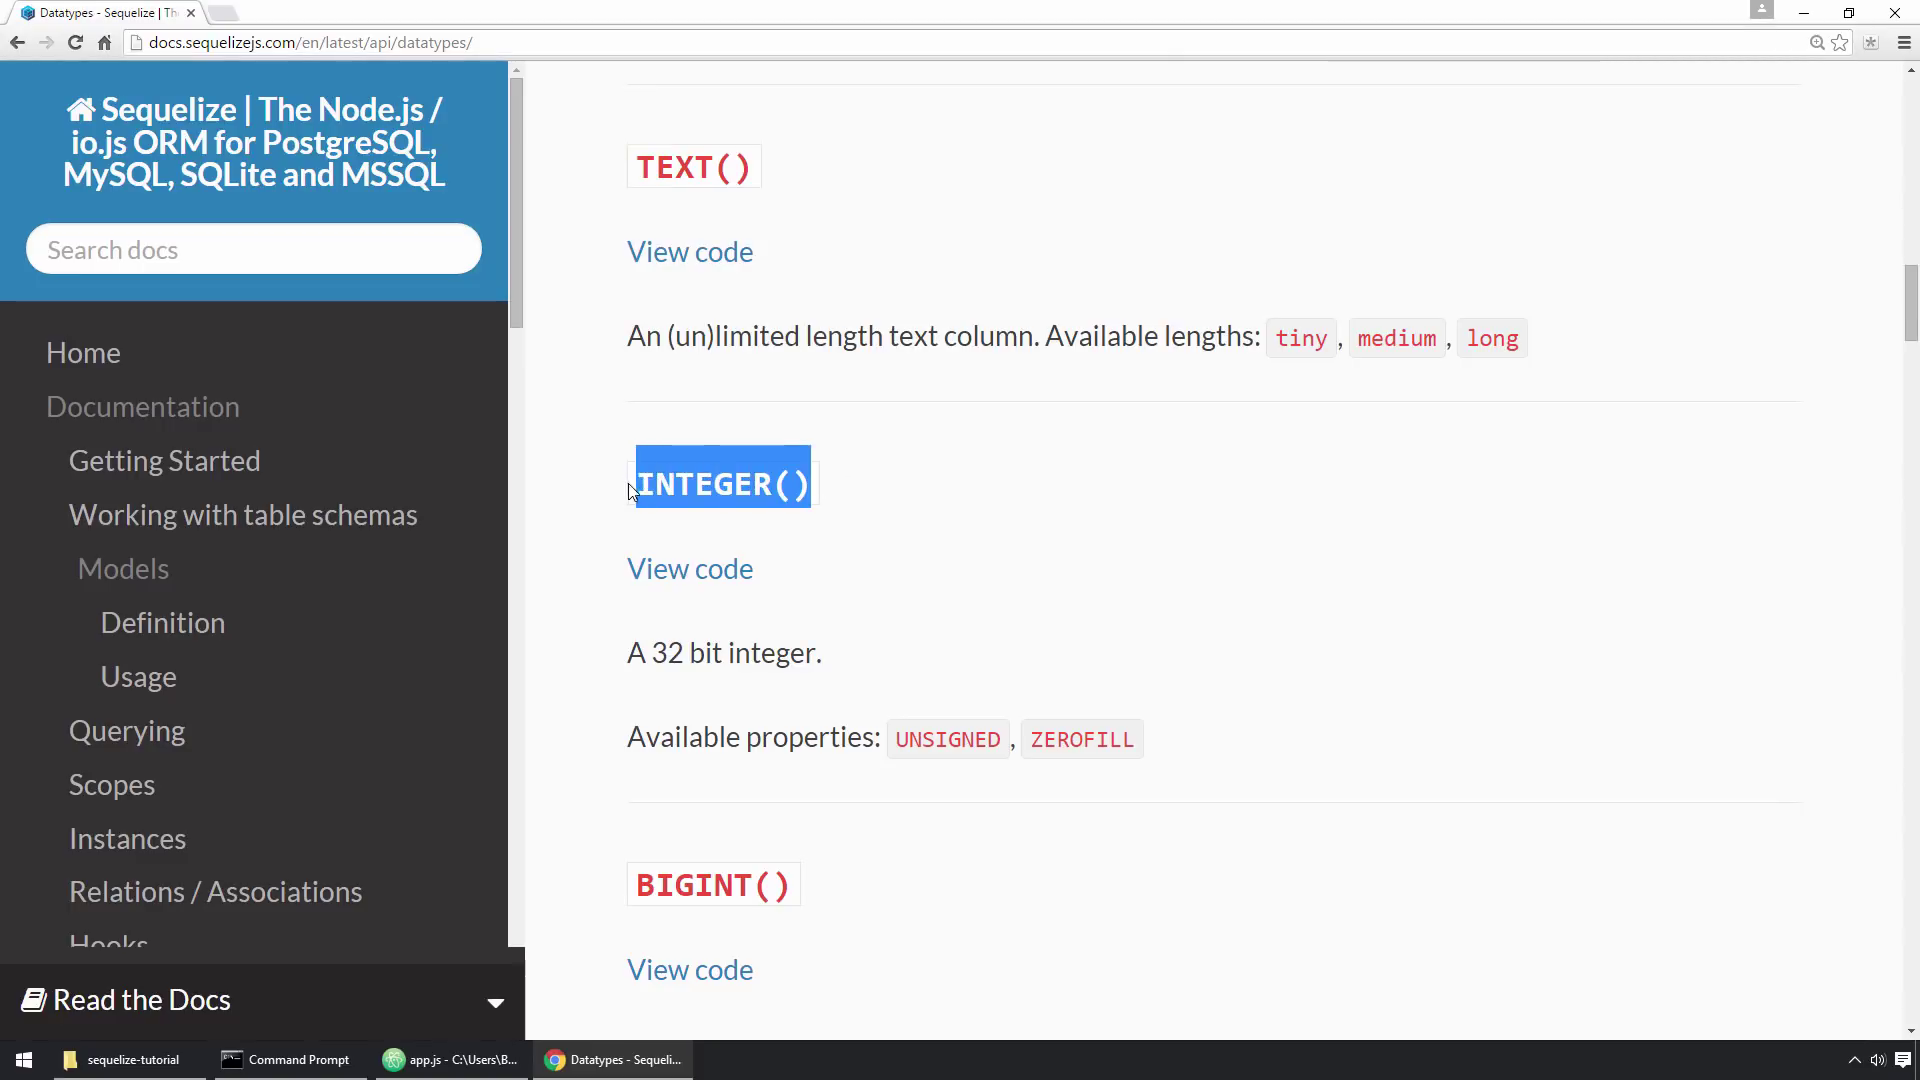 Datatypes - Sequelize | Th
docs.sequelizejs.com/en/latest/api/datatypes/
Sequelize | The Node.js /
io.js ORM for PostgreSQL,
MySQL, SQLite and MSSQL
Search docs
Home
Documentation
Getting Started
Working with table schemas
Models
Definition
Usage
Querying
Scopes
Instances
Relations / Associations
Hooks
Read the Docs
TEXT()
View code
An (un)limited length text column. Available lengths: tiny, medium, long
INTEGER()
View code
A 32 bit integer.
Available properties: UNSIGNED, ZEROFILL
BIGINT()
View code
sequelize-tutorial
Command Prompt
app.js - C:\Users\B...
Datatypes - Sequeli...